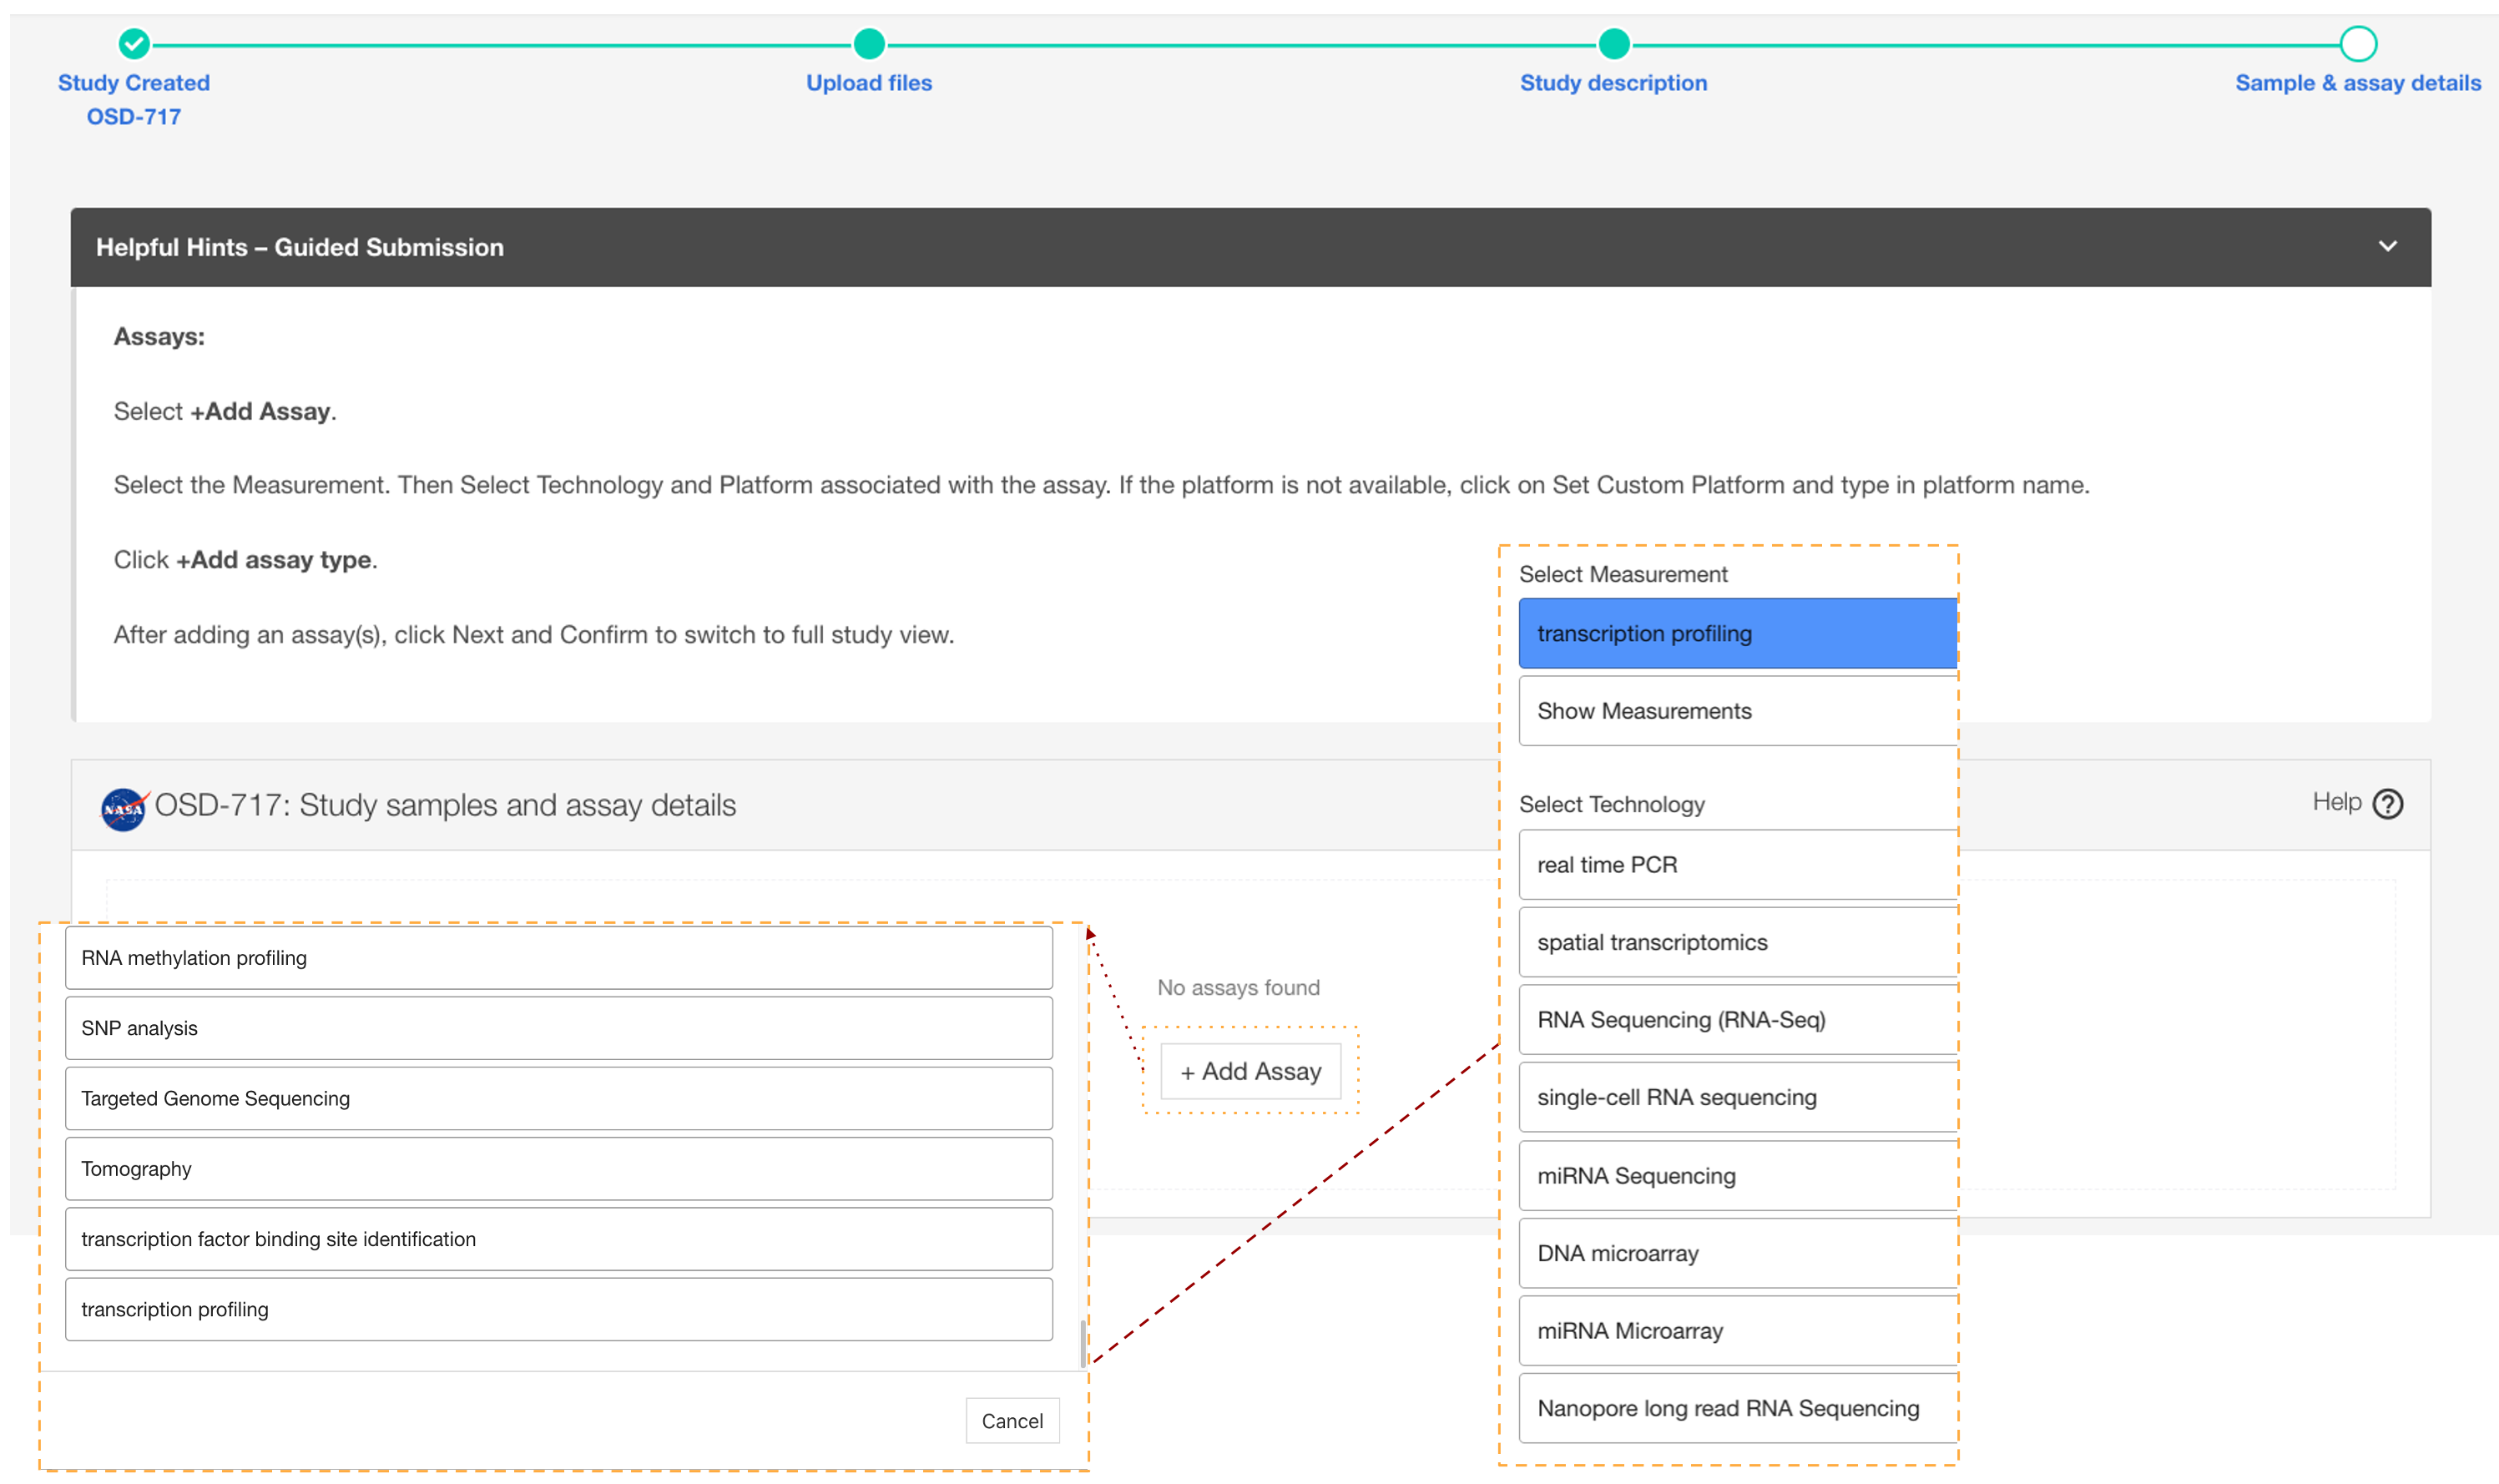 Study Created
OSD-717
Upload files
Study description
Sample & assay details
Helpful Hints – Guided Submission
Assays:
Select +Add Assay.
Select the Measurement. Then Select Technology and Platform associated with the assay. If the platform is not available, click on Set Custom Platform and type in platform name.
Click +Add assay type.
After adding an assay(s), click Next and Confirm to switch to full study view.
NASA
OSD-717: Study samples and assay details
Help ?
RNA methylation profiling
SNP analysis
Targeted Genome Sequencing
Tomography
transcription factor binding site identification
transcription profiling
Cancel
No assays found
+ Add Assay
Select Measurement
transcription profiling
Show Measurements
Select Technology
real time PCR
spatial transcriptomics
RNA Sequencing (RNA-Seq)
single-cell RNA sequencing
miRNA Sequencing
DNA microarray
miRNA Microarray
Nanopore long read RNA Sequencing